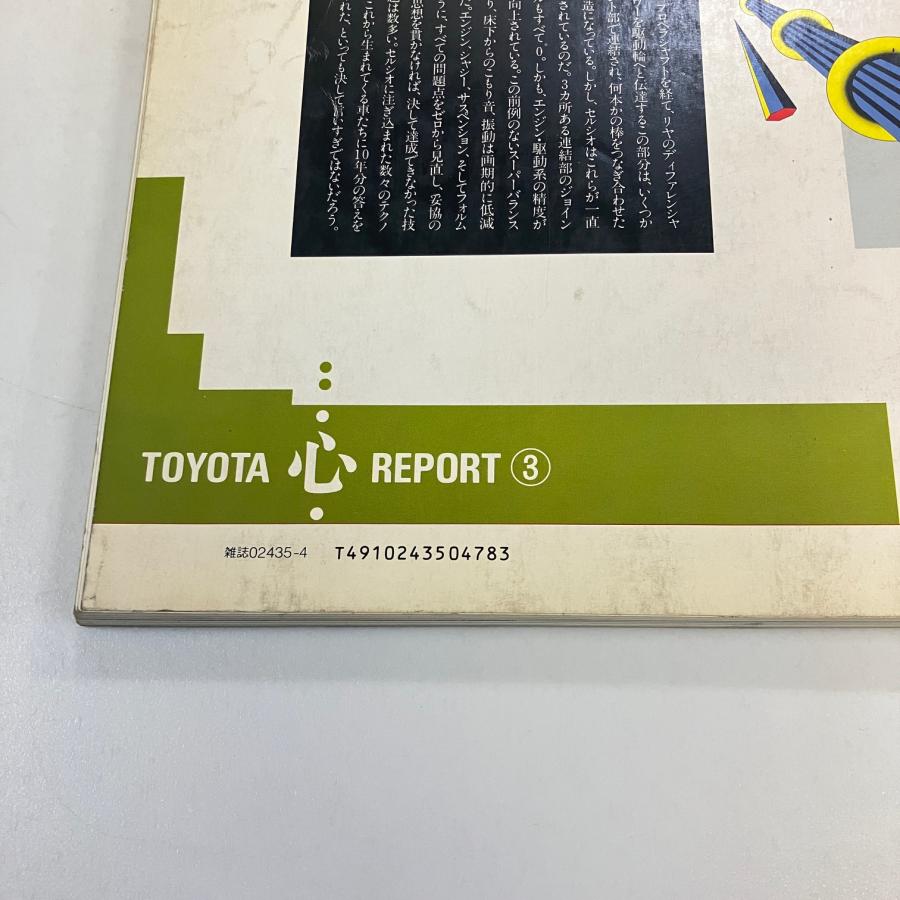 プロペラシャフトを経て、リヤのディファレンシャ
ワーを駆動輪へと伝達するこの部分は、いくつか
ト部で連結され、何本かの棒をつなぎ合わせた
造になっている。しかし、セルシオはこれらが一直
されているのだ。3カ所ある連結部のジョイン
もすべて0。しかも、エンジン、駆動系の精度が
向上されている。この前例のないスーパーバランス
り、床下からのこもり音、振動は画期的に低減
た。エンジン、シャシー、サスペンション、そしてフォルム
うに、すべての問題点をゼロから見直し、妥協の
思想を貫かなければ、決して達成できなかった技
は数多い。セルシオに注ぎ込まれた数々のテクノ
これから生まれてくる車たちに10年分の答えを
れた、といっても決して言いすぎではないだろう。
TOYOTA 心 REPORT ③
雑誌02435-4 T4910243504783